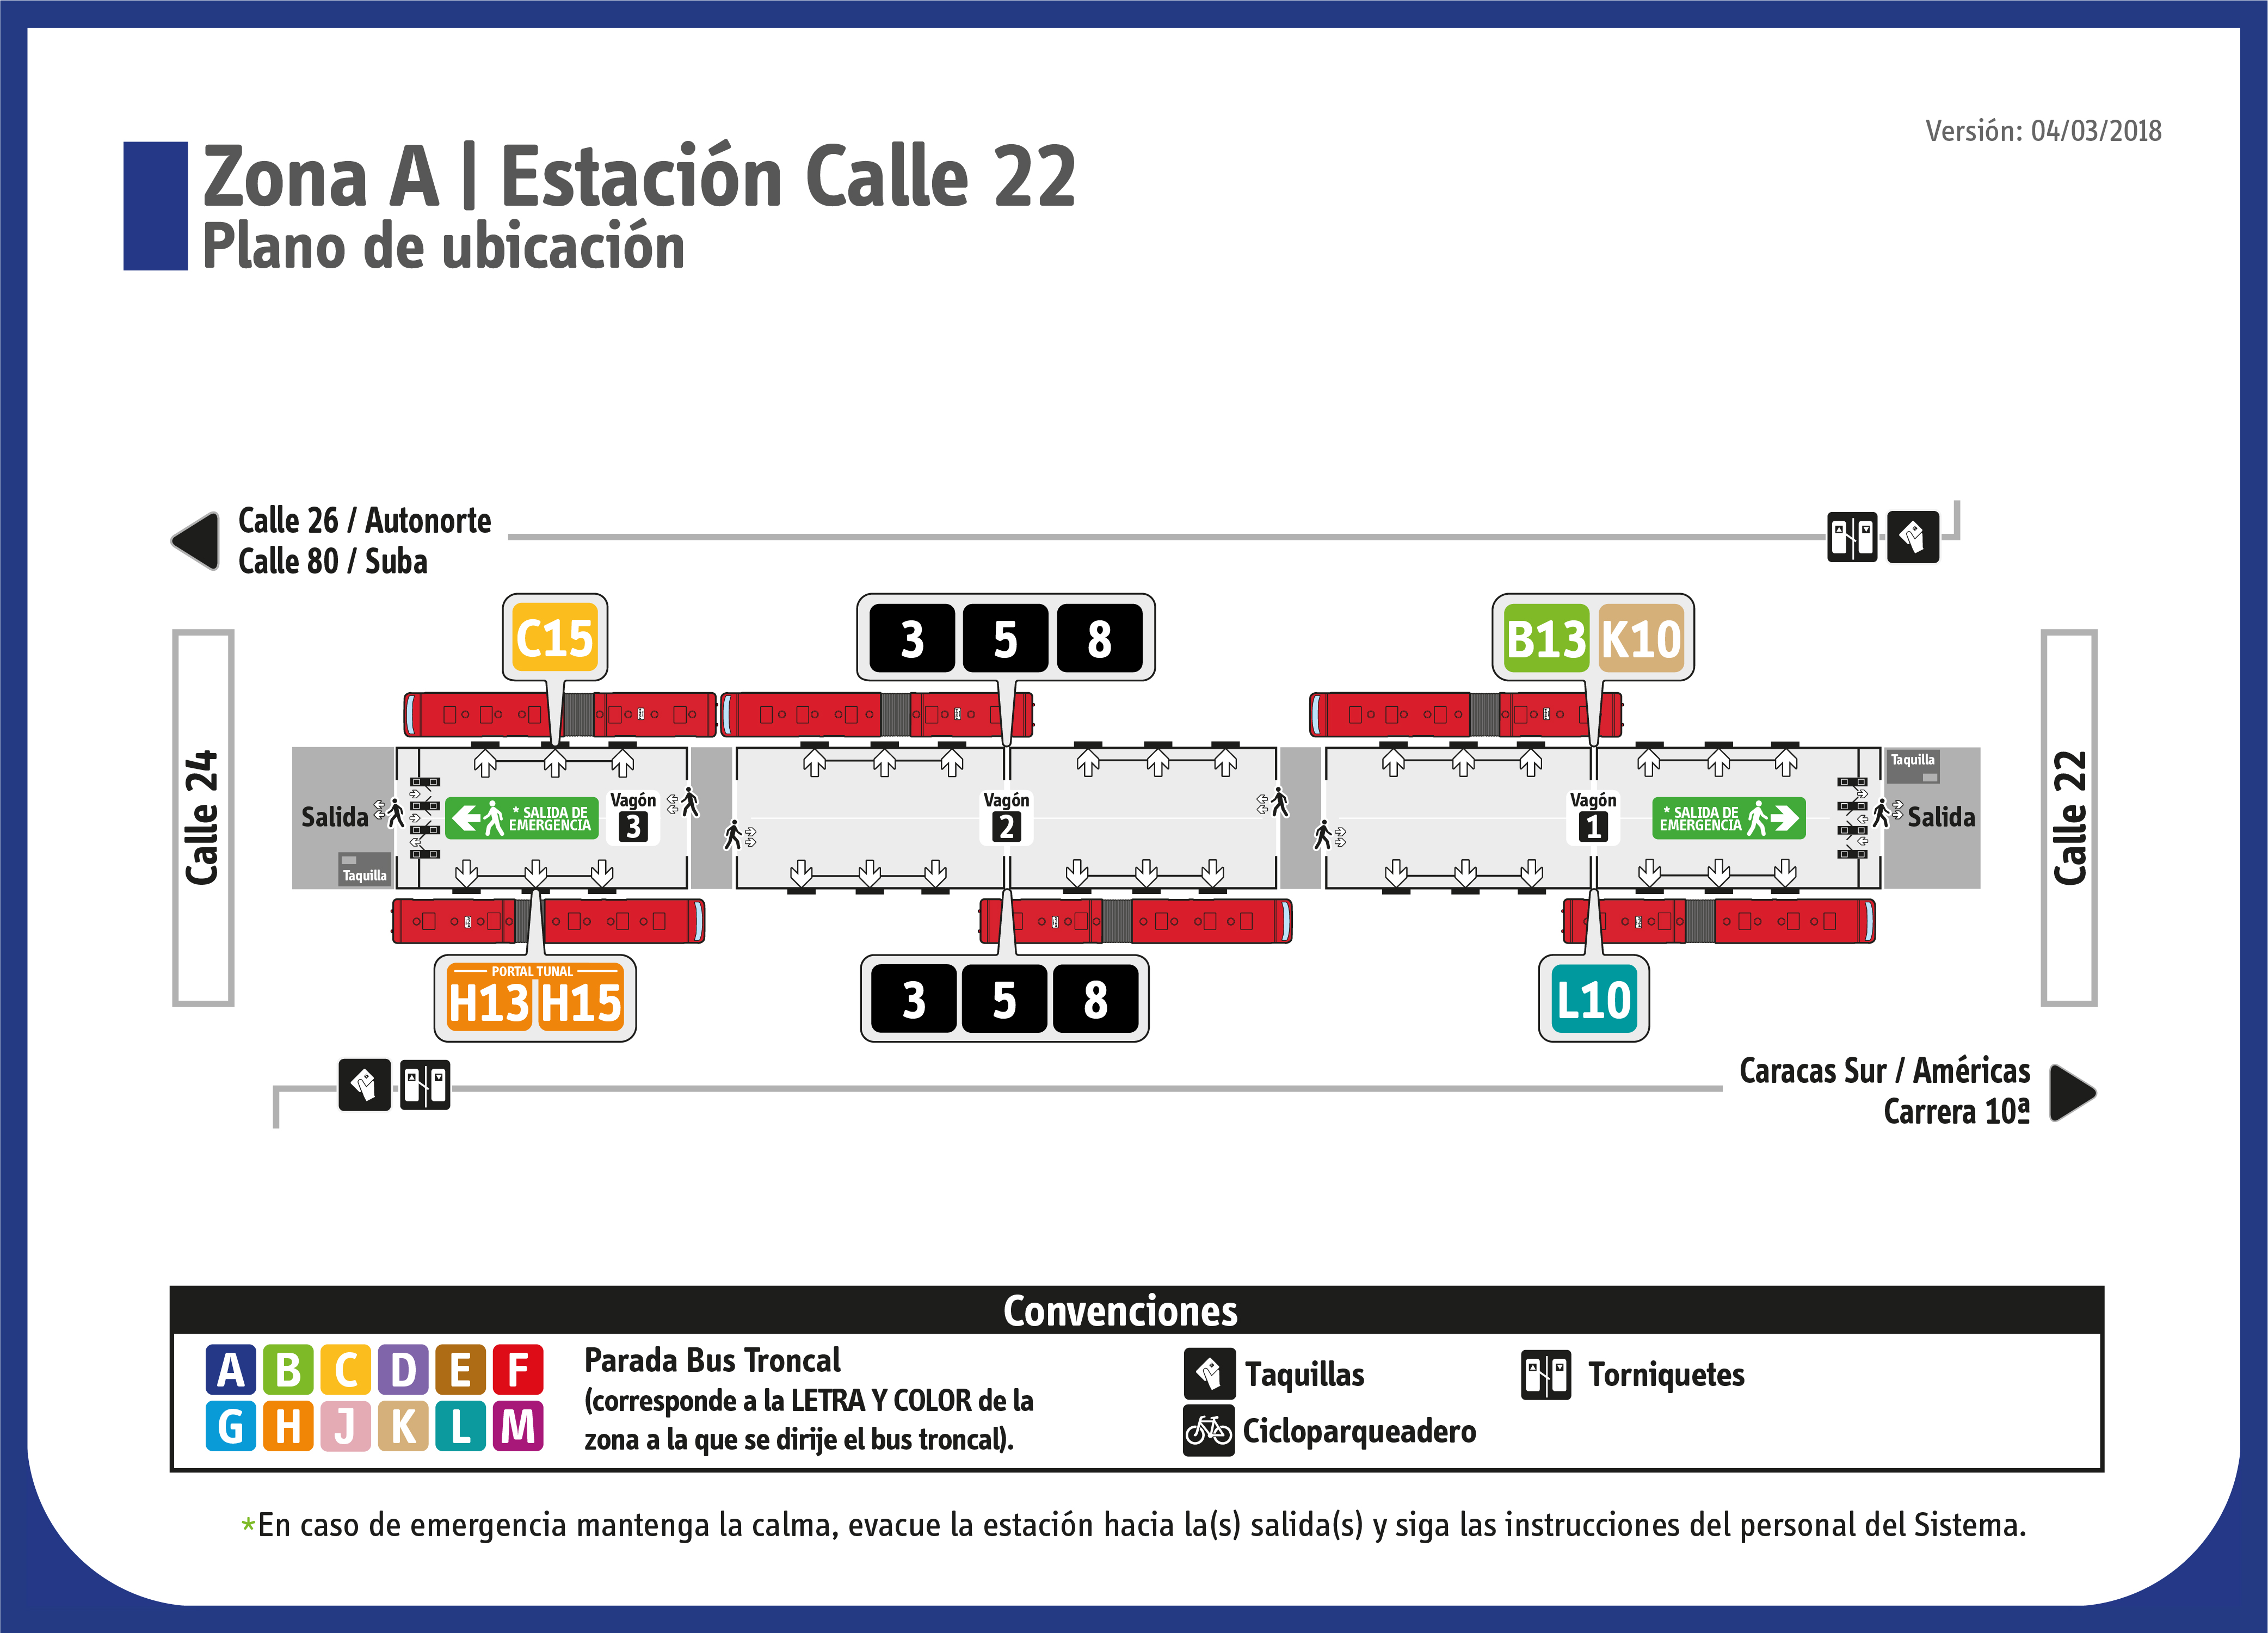 Versión: 04/03/2018
Zona A | Estación Calle 22
Plano de ubicación
Calle 26 / Autonorte
Calle 80 / Suba
C15
3 5 8
B13 K10
Calle 24
Salida
Taquilla
* SALIDA DE
EMERGENCIA
Vagón
3
Vagón
2
Vagón
1
* SALIDA DE
EMERGENCIA
Taquilla
Salida
Calle 22
PORTAL TUNAL
H13 H15
3 5 8
L10
Caracas Sur / Américas
Carrera 10ª
Convenciones
A B C D E F
G H J K L M
Parada Bus Troncal
(corresponde a la LETRA Y COLOR de la
zona a la que se dirije el bus troncal).
Taquillas
Cicloparqueadero
Torniquetes
*En caso de emergencia mantenga la calma, evacue la estación hacia la(s) salida(s) y siga las instrucciones del personal del Sistema.